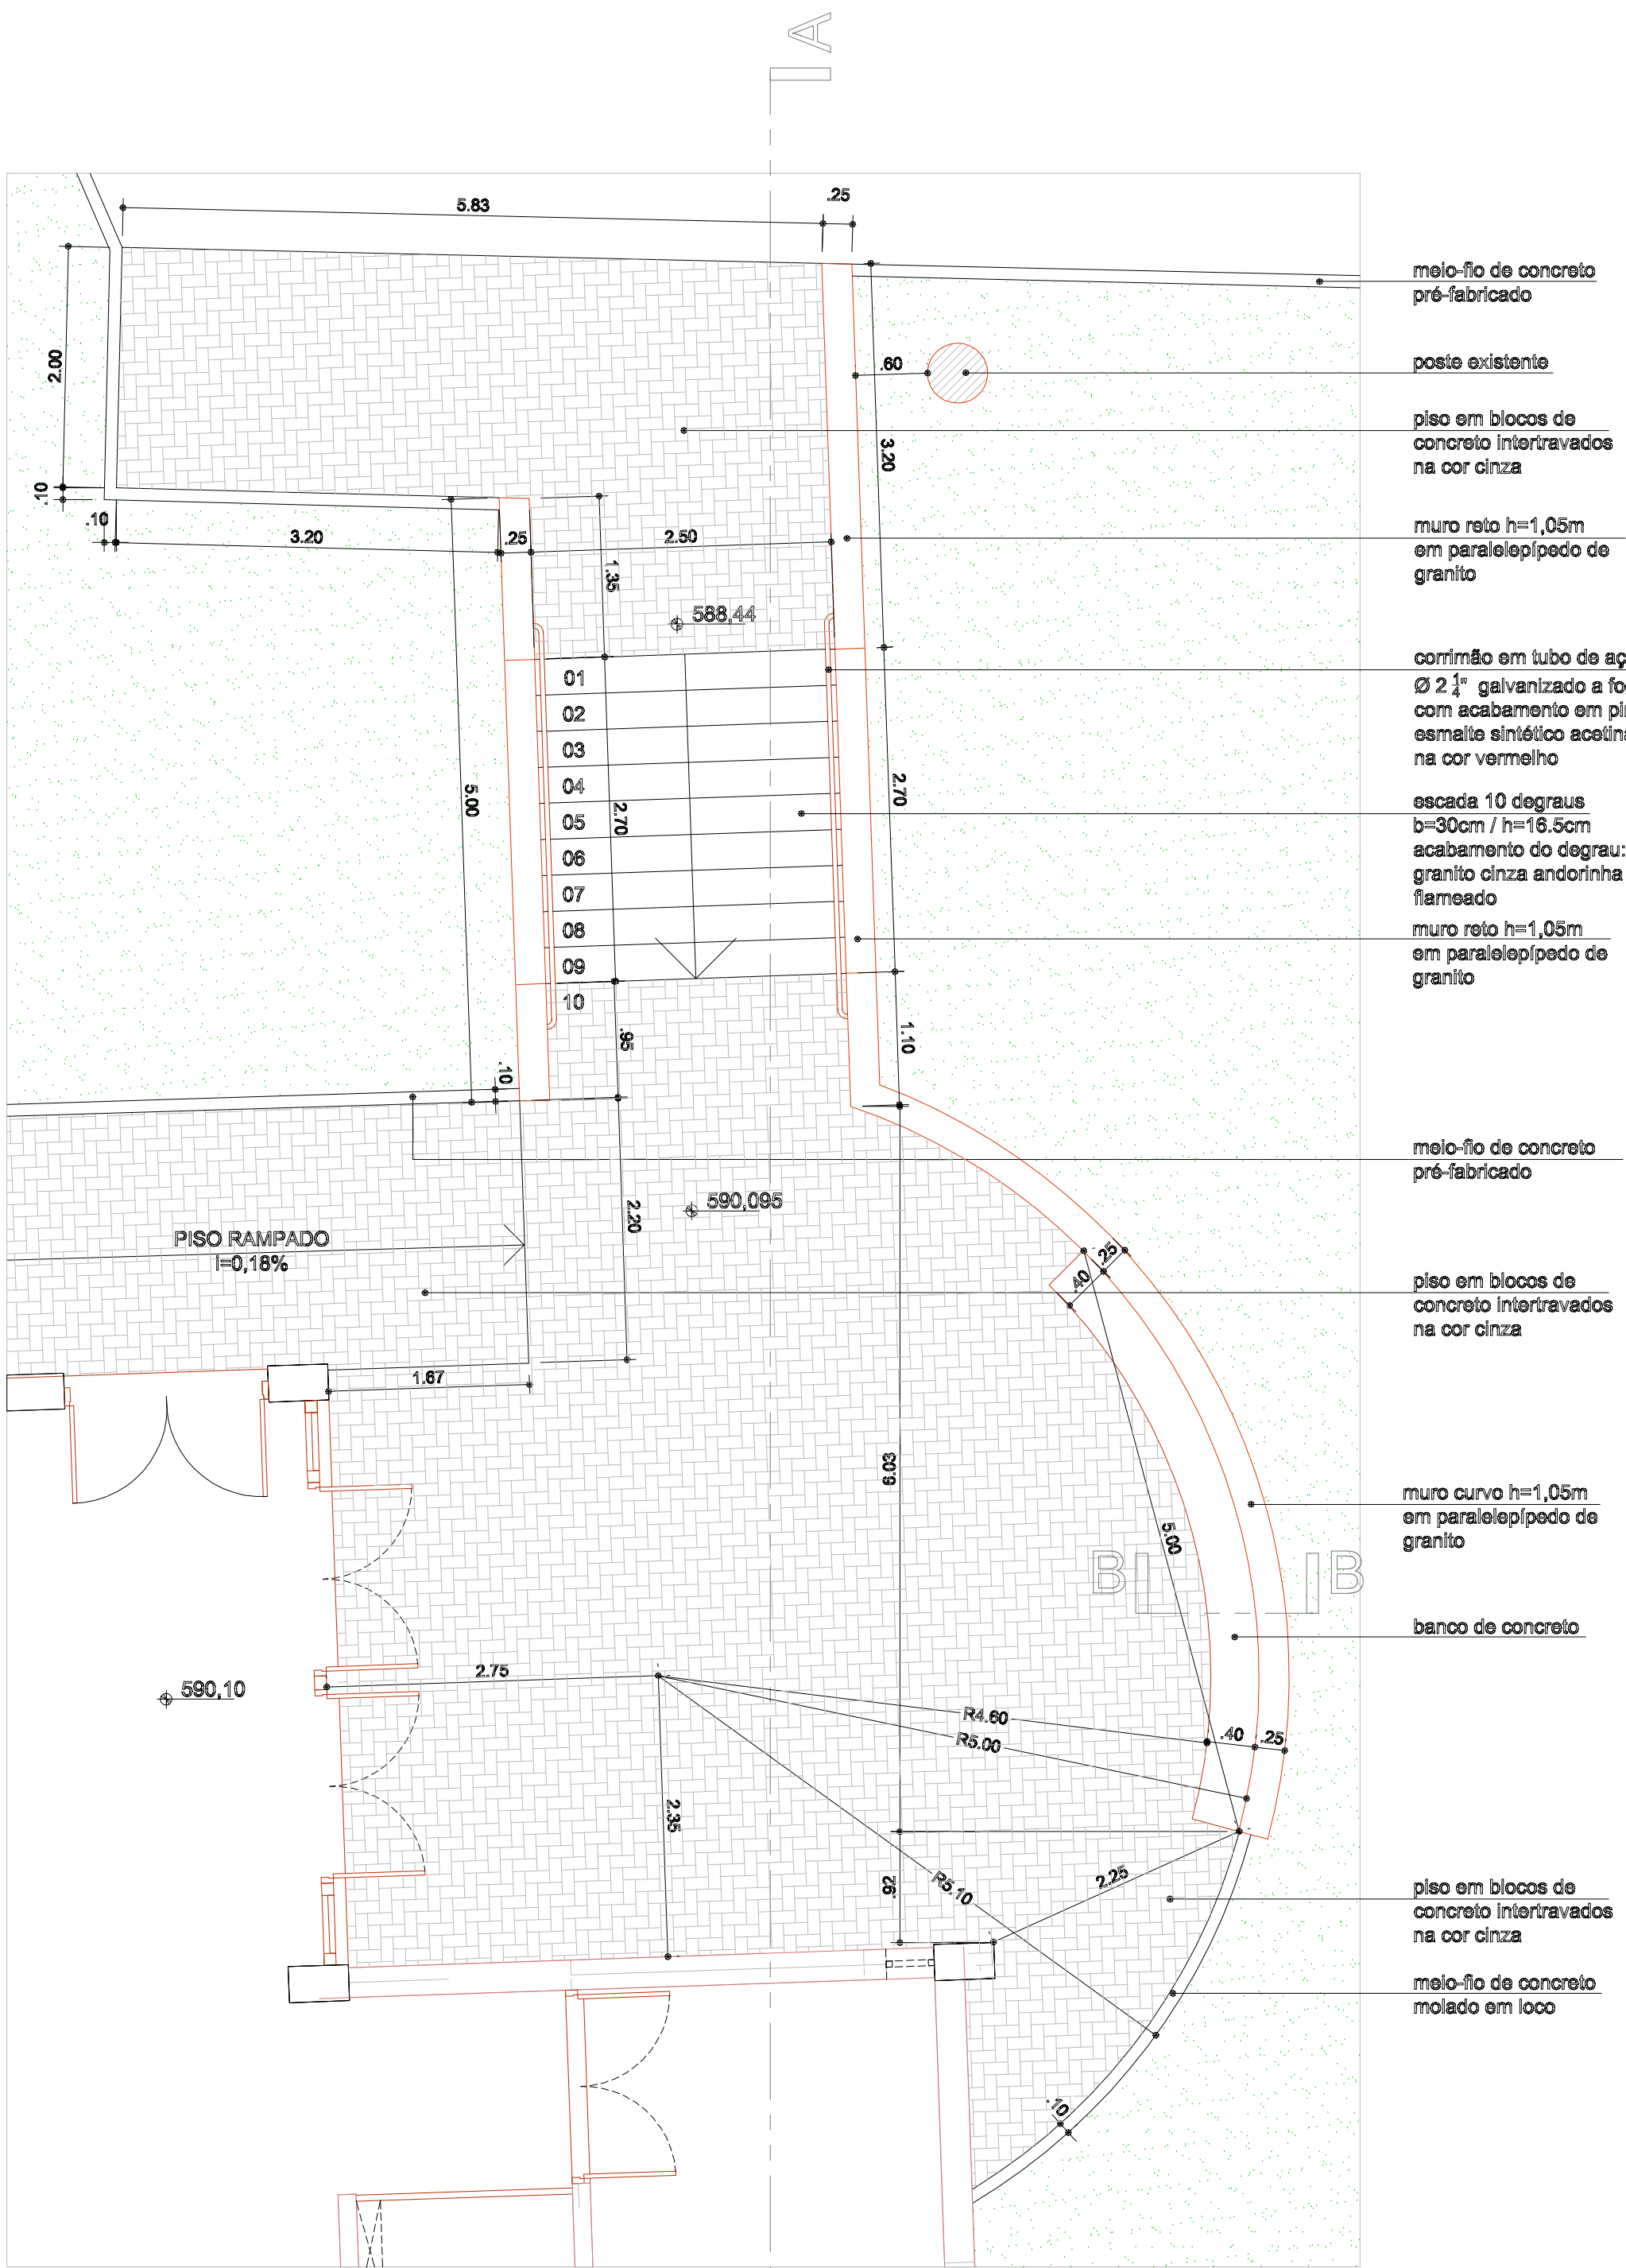 A
5.83
.25
meio-fio de concreto
pré-fabricado
2.00
.60
poste existente
piso em blocos de
concreto intertravados
na cor cinza
3.20
.10
.10
3.20
.25
2.50
1.35
muro reto h=1,05m
em paralelepípedo de
granito
588,44
01
02
03
04
05
06
07
08
09
10
corrimão em tubo de aç
Ø 2 1/4" galvanizado a fo
com acabamento em pi
esmalte sintético acetin
na cor vermelho
5.00
2.70
2.70
escada 10 degraus
b=30cm / h=16.5cm
acabamento do degrau:
granito cinza andorinha
flameado
muro reto h=1,05m
em paralelepípedo de
granito
.95
1.10
.10
meio-fio de concreto
pré-fabricado
590,095
2.20
PISO RAMPADO
i=0,18%
.25
.40
piso em blocos de
concreto intertravados
na cor cinza
1.67
6.03
5.00
muro curvo h=1,05m
em paralelepípedo de
granito
B
B
banco de concreto
590,10
2.75
R4.60
R5.00
.40
.25
2.35
R5.10
.92
2.25
piso em blocos de
concreto intertravados
na cor cinza
meio-fio de concreto
molado em loco
.10